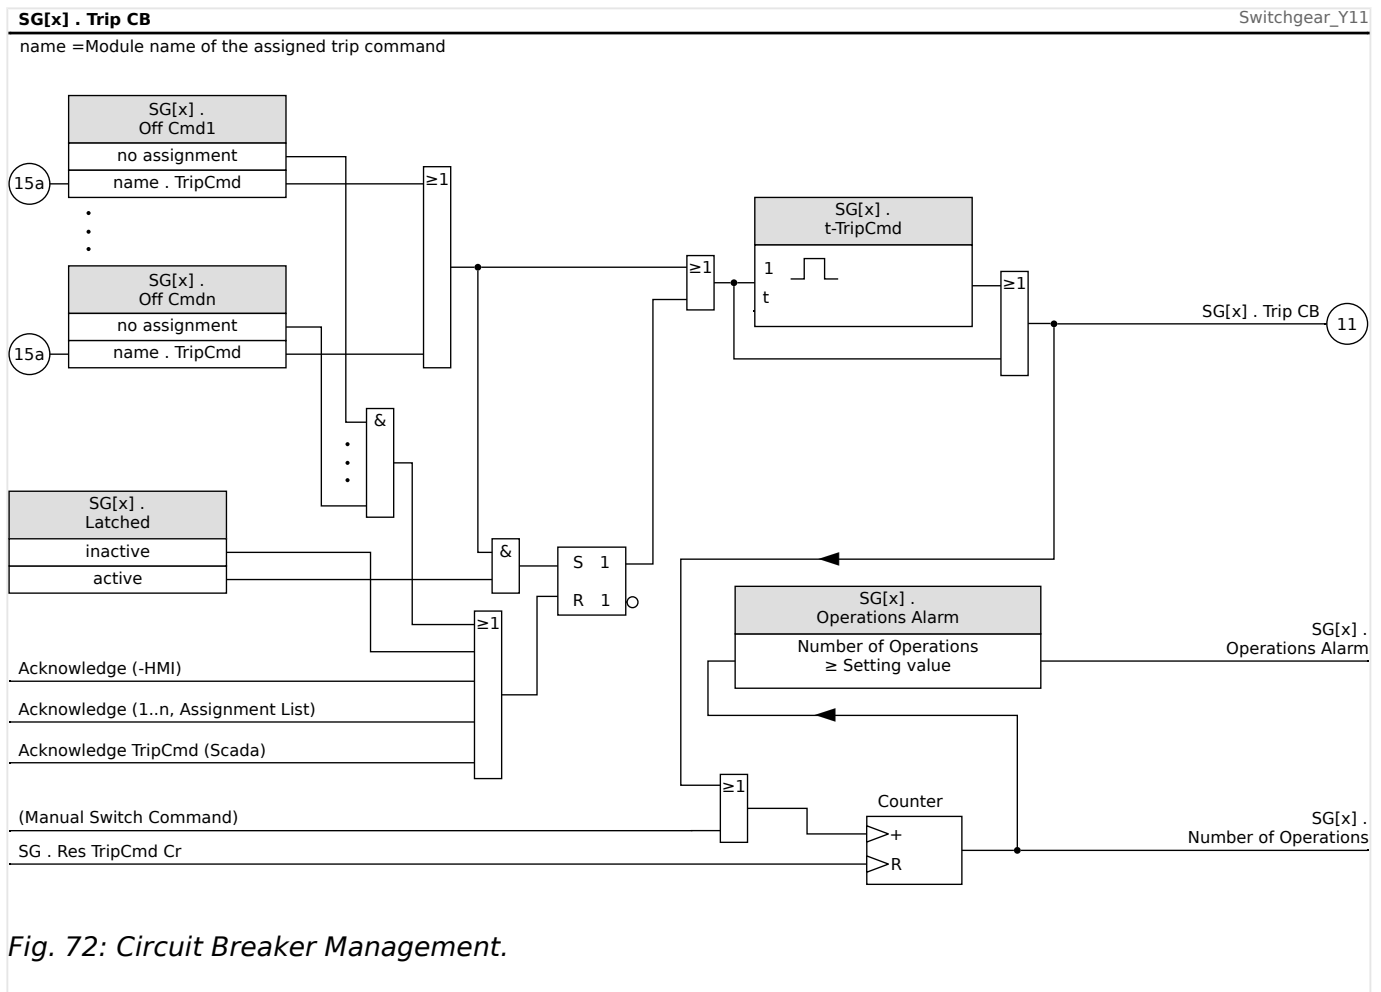 SG[x] . Trip CB
Switchgear_Y11
name =Module name of the assigned trip command
SG[x] .
Off Cmd1
no assignment
15a
name . TripCmd
SG[x] .
Off Cmdn
no assignment
15a
name . TripCmd
≥1
&
SG[x] .
Latched
inactive
active
&
S 1
R 1
≥1
Acknowledge (-HMI)
Acknowledge (1..n, Assignment List)
Acknowledge TripCmd (Scada)
≥1
SG[x] .
t-TripCmd
1
t
≥1
SG[x] . Trip CB
11
SG[x] .
Operations Alarm
Number of Operations
≥ Setting value
SG[x] .
Operations Alarm
(Manual Switch Command)
SG . Res TripCmd Cr
≥1
Counter
+
R
SG[x] .
Number of Operations
Fig. 72: Circuit Breaker Management.